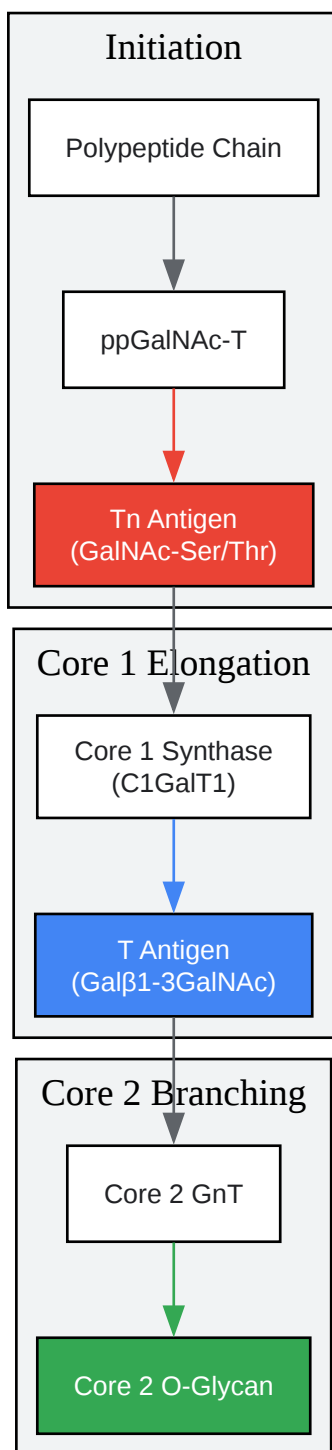 Initiation
Polypeptide Chain
ppGalNAc-T
Tn Antigen
(GalNAc-Ser/Thr)
Core 1 Elongation
Core 1 Synthase
(C1GalT1)
T Antigen
(Galβ1-3GalNAc)
Core 2 Branching
Core 2 GnT
Core 2 O-Glycan